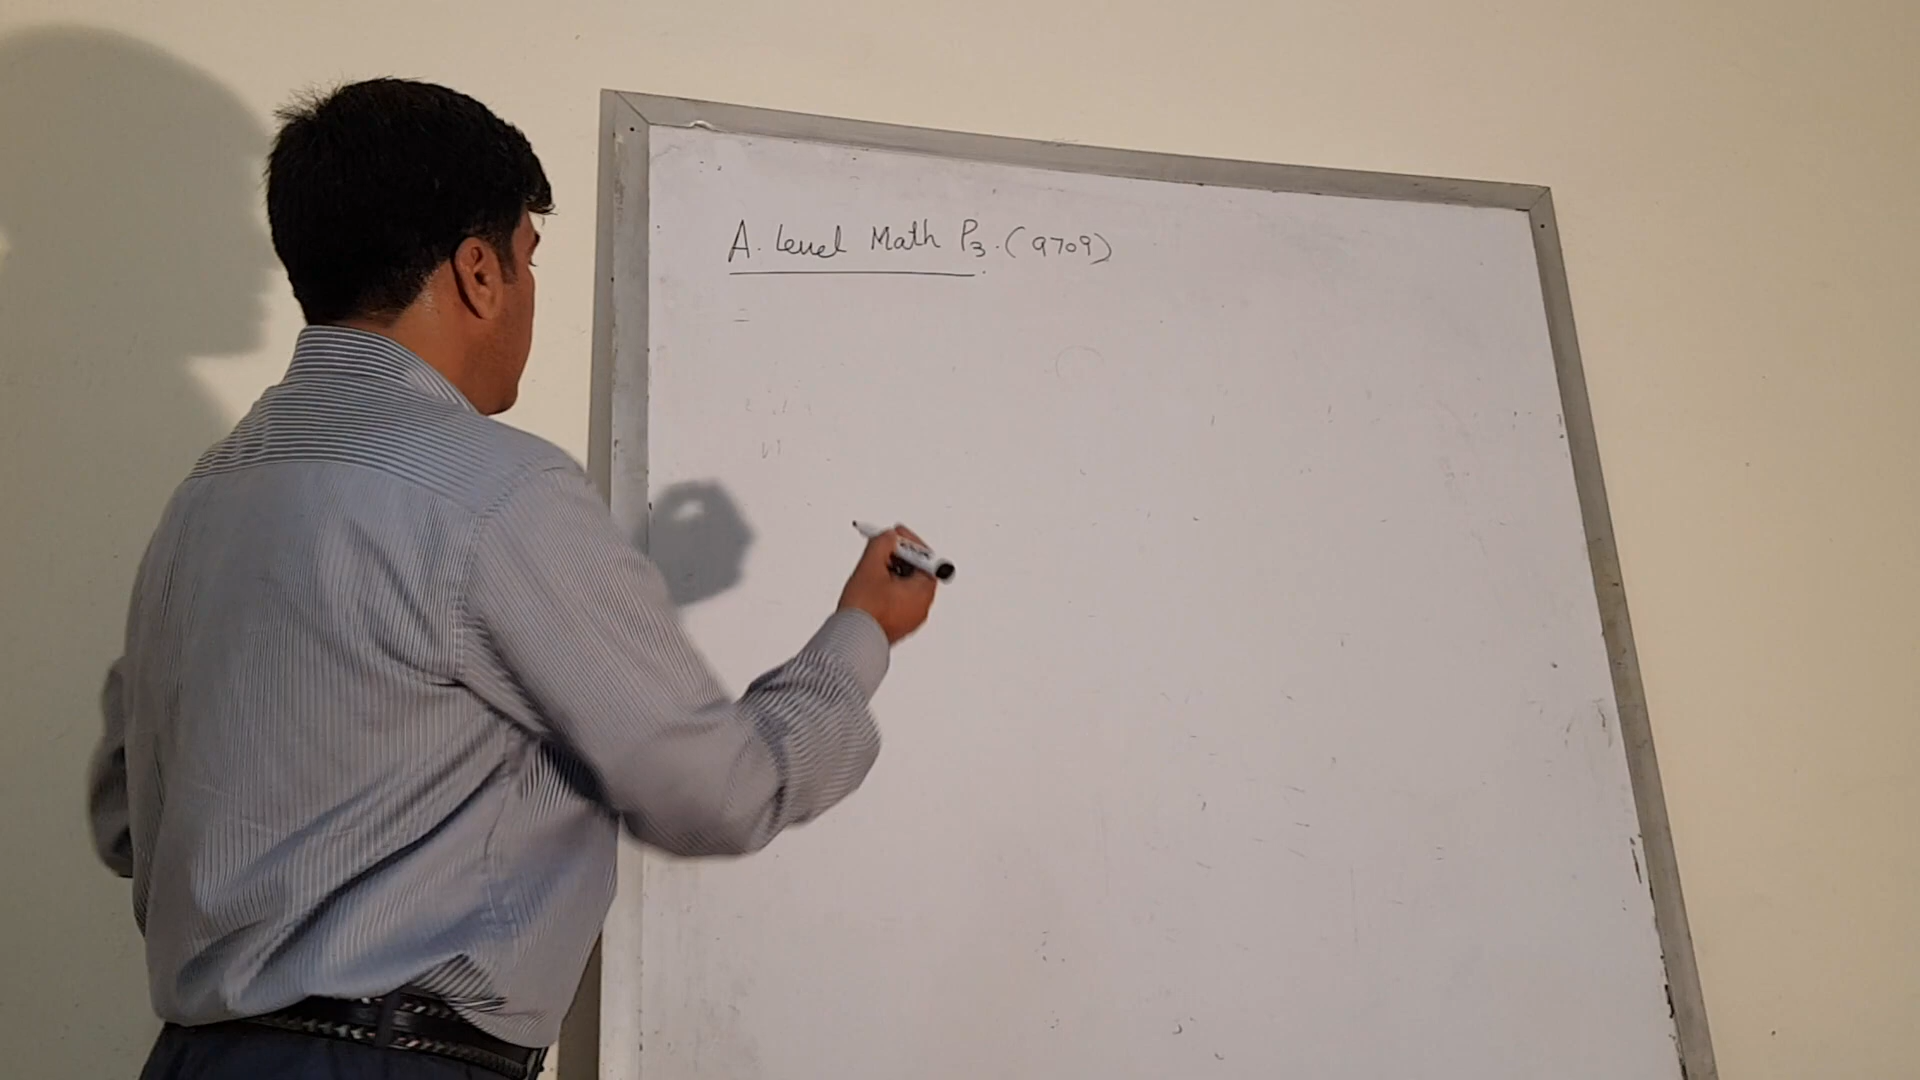 A. Level Math P3. (9709)
=